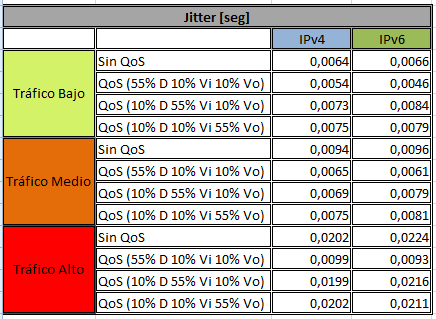 Jitter [seg]
IPv4 IPv6
Tráfico Bajo
Sin QoS 0,0064 0,0066
QoS (55% D 10% Vi 10% Vo) 0,0054 0,0046
QoS (10% D 55% Vi 10% Vo) 0,0073 0,0084
QoS (10% D 10% Vi 55% Vo) 0,0075 0,0079
Tráfico Medio
Sin QoS 0,0094 0,0096
QoS (55% D 10% Vi 10% Vo) 0,0065 0,0061
QoS (10% D 55% Vi 10% Vo) 0,0069 0,0079
QoS (10% D 10% Vi 55% Vo) 0,0075 0,0081
Tráfico Alto
Sin QoS 0,0202 0,0224
QoS (55% D 10% Vi 10% Vo) 0,0099 0,0093
QoS (10% D 55% Vi 10% Vo) 0,0199 0,0216
QoS (10% D 10% Vi 55% Vo) 0,0202 0,0211